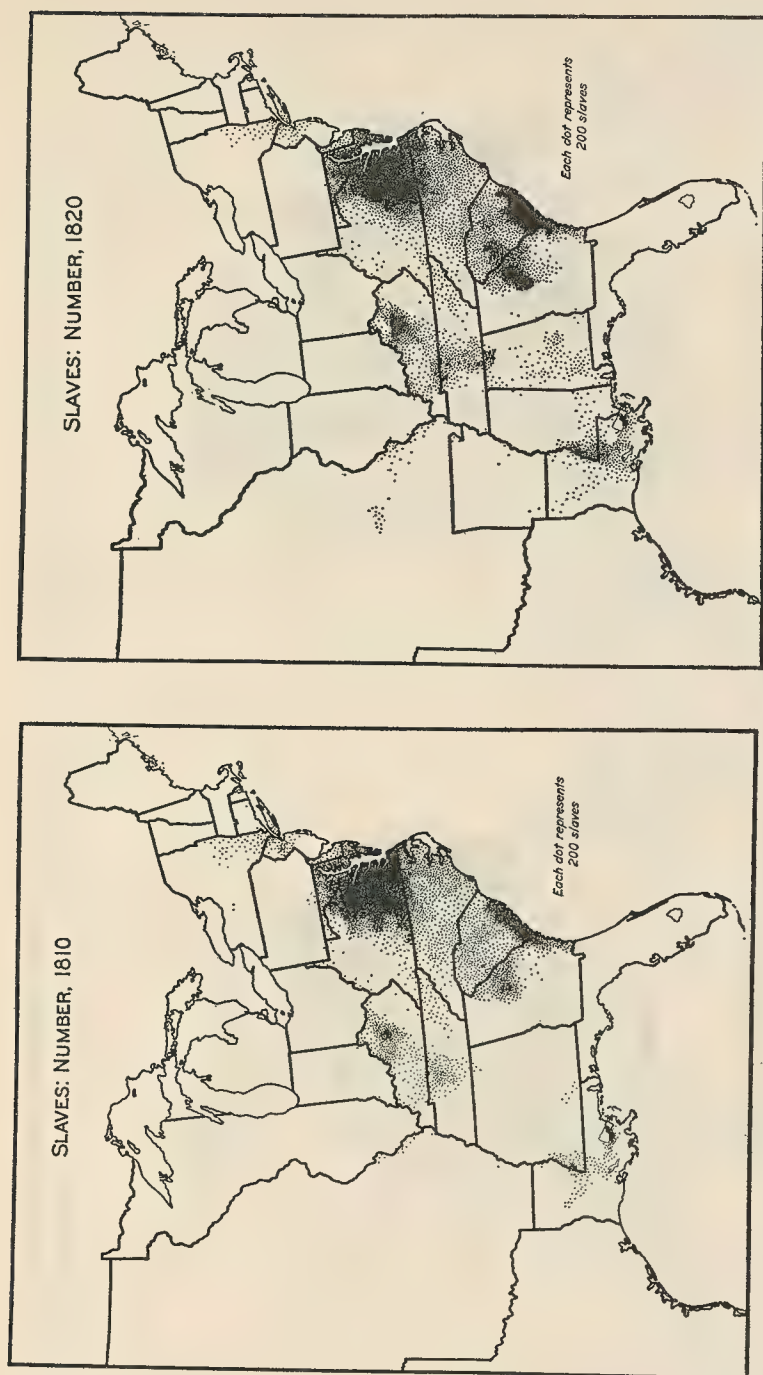 SLAVES: NUMBER, 1810
Each dot represents
200 slaves
SLAVES: NUMBER, 1820
Each dot represents
200 slaves